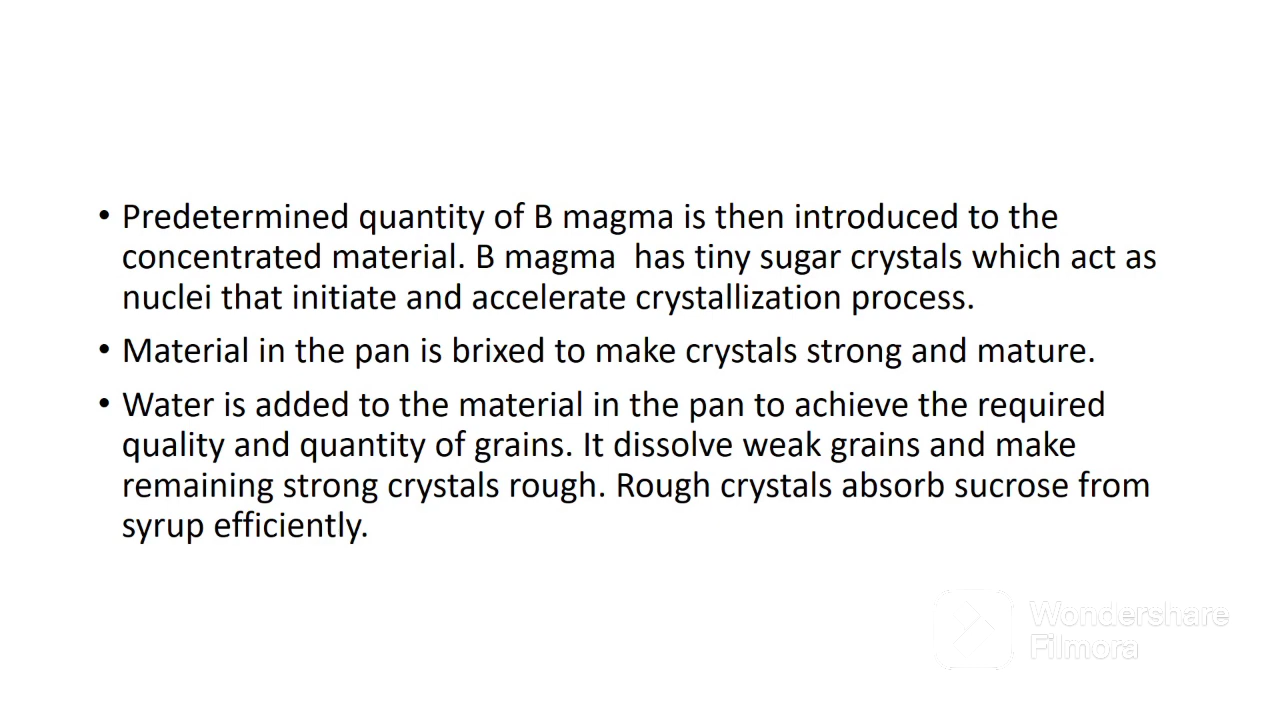 • Predetermined quantity of B magma is then introduced to the
concentrated material. B magma  has tiny sugar crystals which act as
nuclei that initiate and accelerate crystallization process.
• Material in the pan is brixed to make crystals strong and mature.
• Water is added to the material in the pan to achieve the required
quality and quantity of grains. It dissolve weak grains and make
remaining strong crystals rough. Rough crystals absorb sucrose from
syrup efficiently.
Wondershare
Filmora